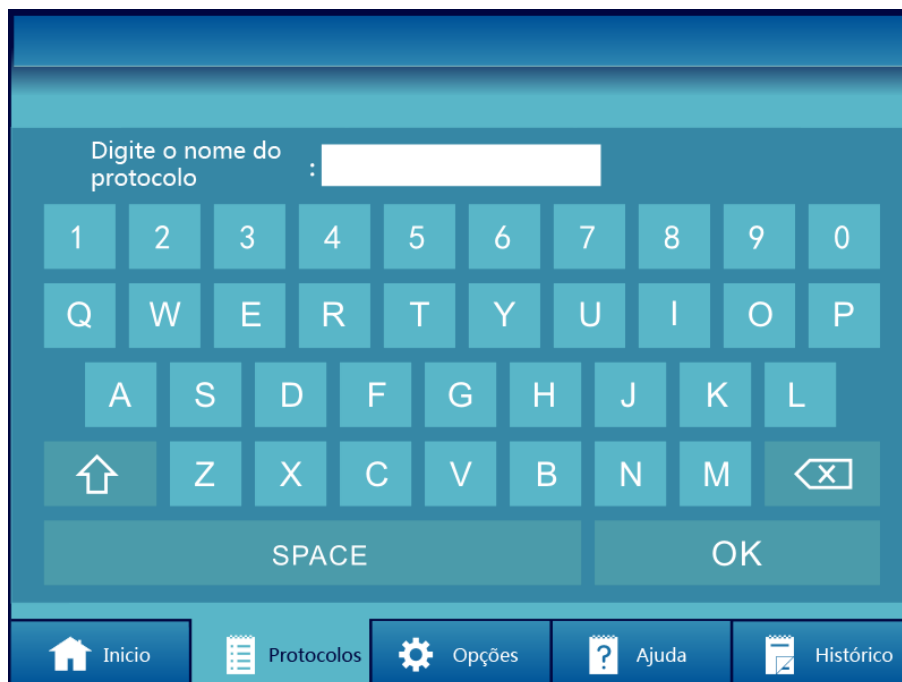 Digite o nome do
protocolo :
1 2 3 4 5 6 7 8 9 0
Q W E R T Y U I O P
A S D F G H J K L
Z X C V B N M
SPACE OK
Inicio Protocolos Opções Ajuda Histórico